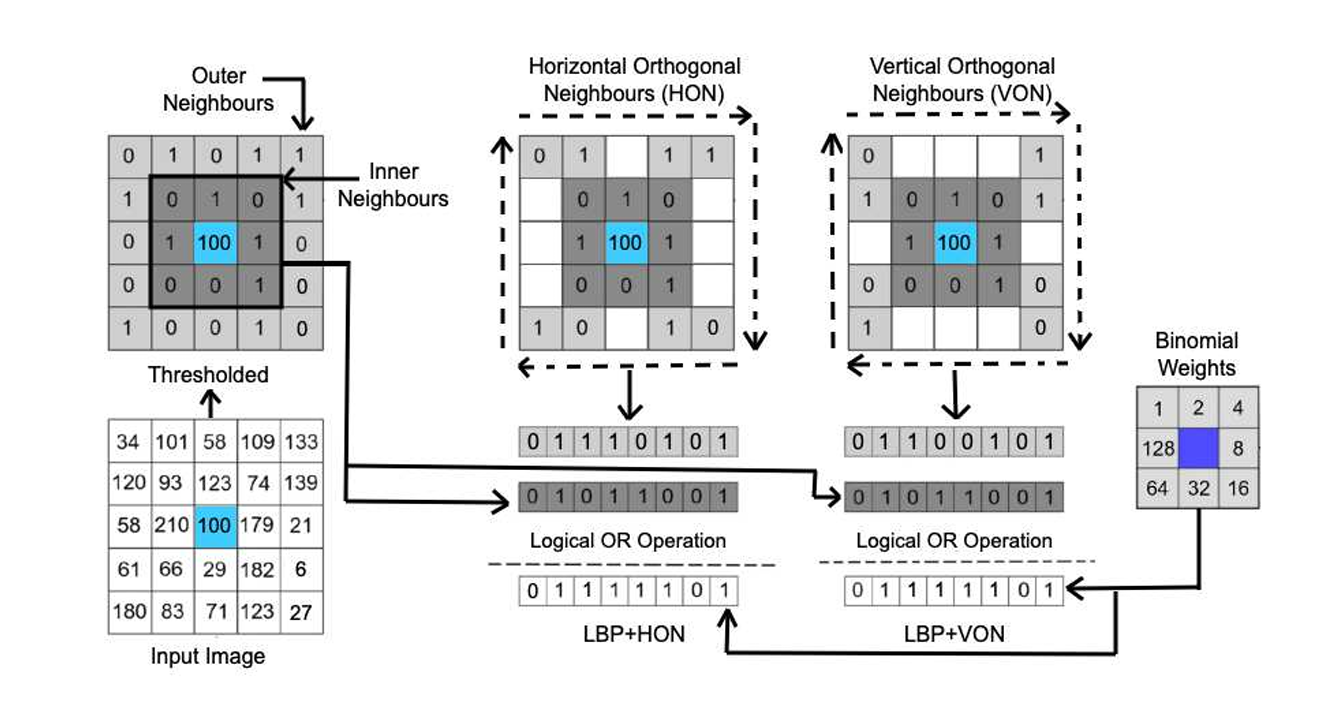 Outer
Neighbours
0 1 0 1 1
1 0 1 0 1
0 1 100 1 0
0 0 0 1 0
1 0 0 1 0
Inner
Neighbours
Thresholded
34 101 58 109 133
120 93 123 74 139
58 210 100 179 21
61 66 29 182 6
180 83 71 123 27
Input Image
Horizontal Orthogonal
Neighbours (HON)
0 1 1 1
0 1 0
1 100 1
0 0 1
1 0 1 0
0 1 1 1 0 1 0 1
0 1 0 1 1 0 0 1
Logical OR Operation
0 1 1 1 1 1 0 1
LBP+HON
Vertical Orthogonal
Neighbours (VON)
0 1
1 0 1 0 1
1 100 1
0 0 0 1 0
1 0
0 1 1 0 0 1 0 1
0 1 0 1 1 0 0 1
Logical OR Operation
0 1 1 1 1 1 0 1
LBP+VON
Binomial
Weights
1 2 4
128 8
64 32 16